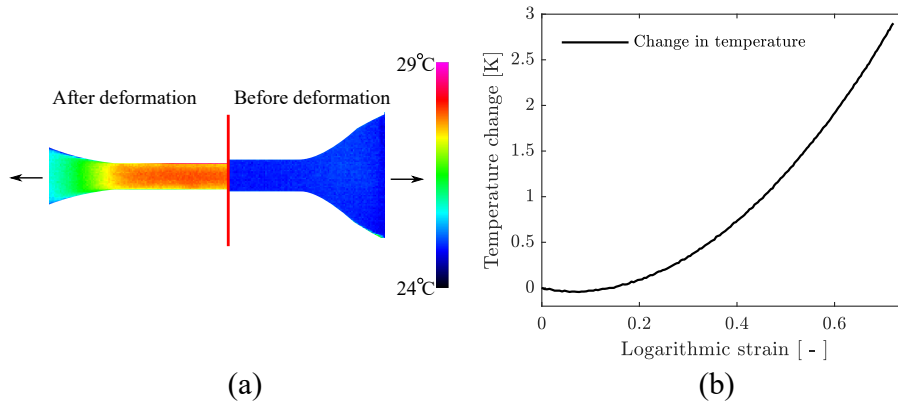 29°C
After deformation
Before deformation
24°C
(a)
3
2.5
2
1.5
1
0.5
0
Temperature change [K]
Change in temperature
0
0.2
0.4
0.6
Logarithmic strain [ - ]
(b)